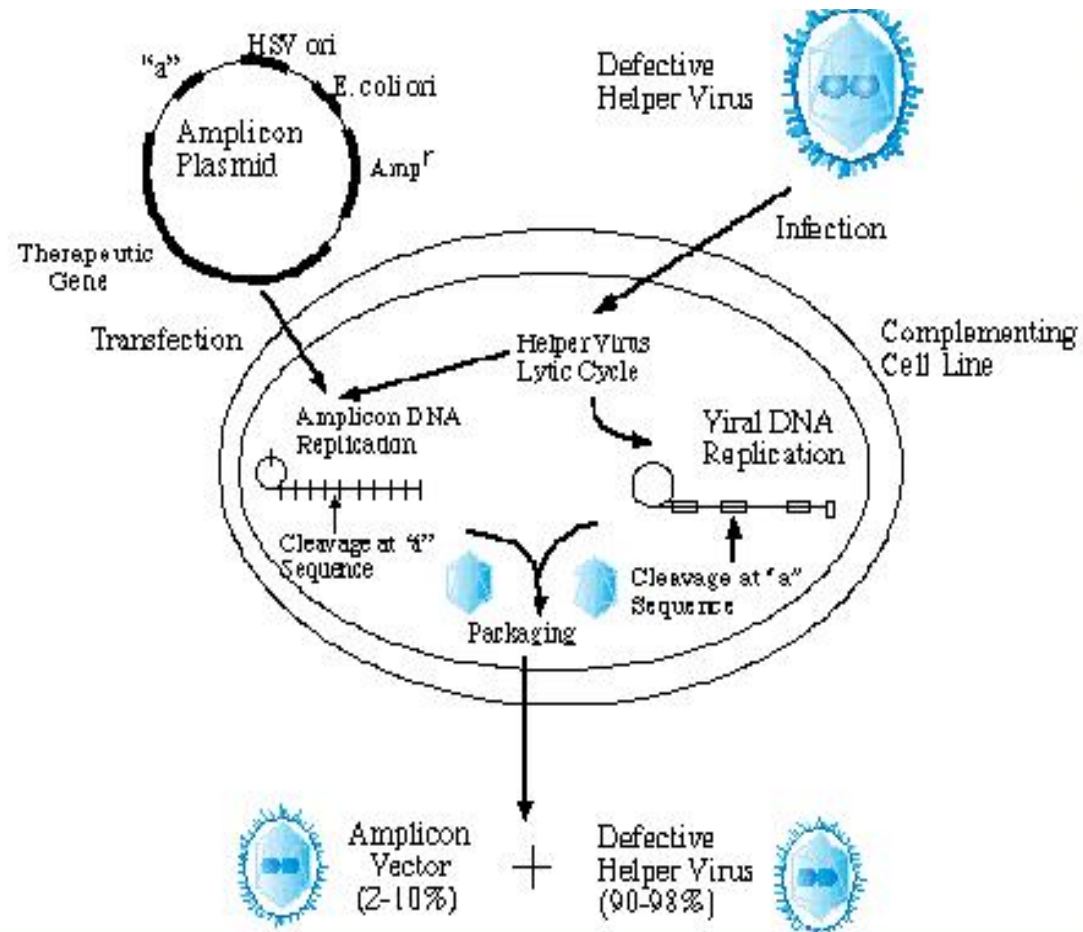 "a"
HSV ori
E. coli ori
Amplicon
Plasmid
Amp^r
Therapeutic
Gene
Transfection
Defective
Helper Virus
Infection
Complementing
Cell Line
Helper Virus
Lytic Cycle
Amplicon DNA
Replication
Viral DNA
Replication
Cleavage at
Sequence
Cleavage at "a"
Sequence
Packaging
Amplicon
Vector
(2-10%)
+
Defective
Helper Virus
(90-98%)